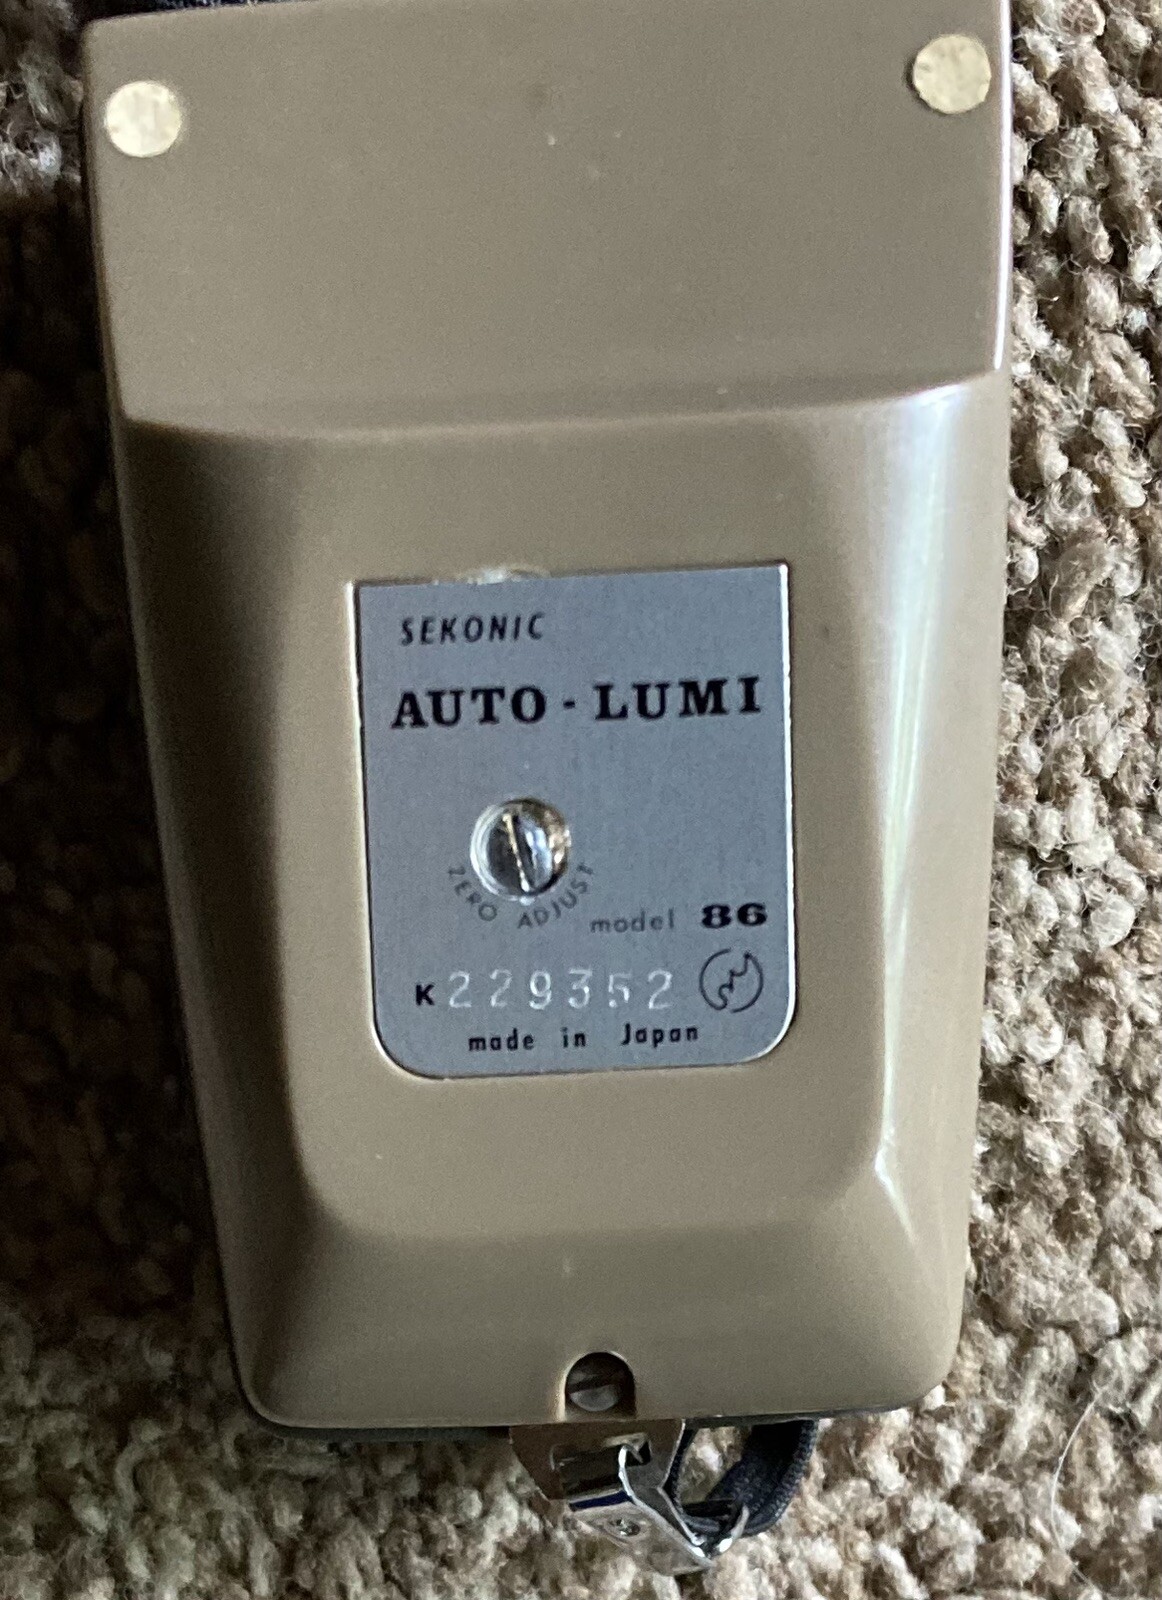 SEKONIC
AUTO-LUMI
ZERO ADJUST
model 86
K229352
made in Japan